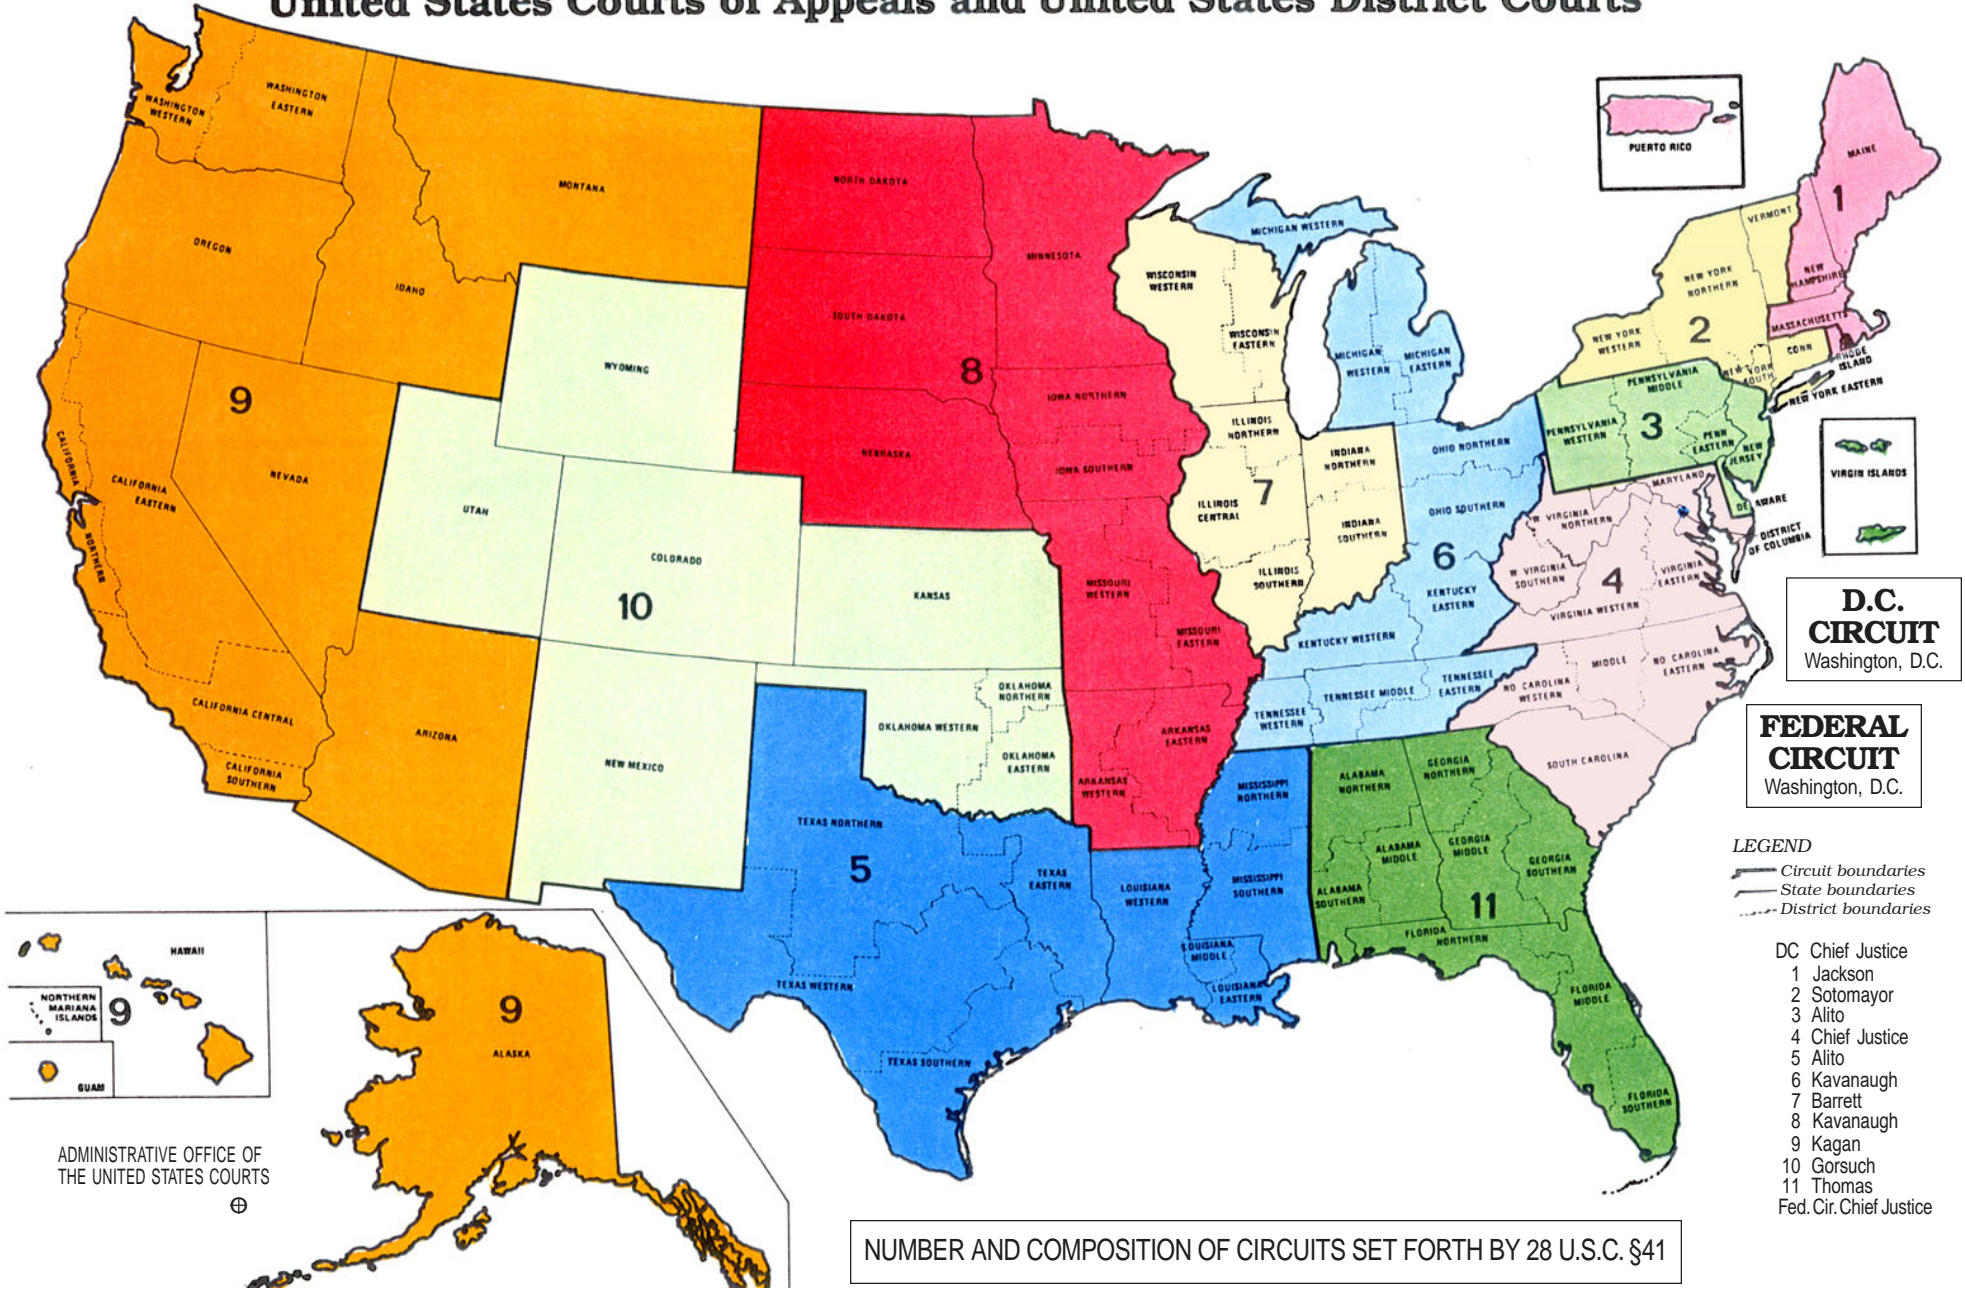 United States Courts of Appeals and United States District Courts
WASHINGTON
WESTERN
WASHINGTON
EASTERN
MONTANA
OREGON
IDAHO
9
CALIFORNIA
NORTHERN
CALIFORNIA
EASTERN
NEVADA
CALIFORNIA CENTRAL
CALIFORNIA
SOUTHERN
ARIZONA
WYOMING
UTAH
COLORADO
10
KANSAS
NEW MEXICO
OKLAHOMA WESTERN
OKLAHOMA
NORTHERN
OKLAHOMA
EASTERN
NORTH DAKOTA
MINNESOTA
SOUTH DAKOTA
8
NEBRASKA
IOWA NORTHERN
IOWA SOUTHERN
MISSOURI
WESTERN
MISSOURI
EASTERN
ARKANSAS
EASTERN
ARKANSAS
WESTERN
TEXAS NORTHERN
5
TEXAS
EASTERN
TEXAS WESTERN
TEXAS SOUTHERN
LOUISIANA
WESTERN
LOUISIANA
MIDDLE
LOUISIANA
EASTERN
MISSISSIPPI
NORTHERN
MISSISSIPPI
SOUTHERN
WISCONSIN
WESTERN
WISCONSIN
EASTERN
ILLINOIS
NORTHERN
7
ILLINOIS
CENTRAL
ILLINOIS
SOUTHERN
INDIANA
NORTHERN
INDIANA
SOUTHERN
MICHIGAN WESTERN
MICHIGAN
WESTERN
MICHIGAN
EASTERN
OHIO NORTHERN
OHIO SOUTHERN
6
KENTUCKY
EASTERN
KENTUCKY WESTERN
TENNESSEE
WESTERN
TENNESSEE MIDDLE
TENNESSEE
EASTERN
ALABAMA
NORTHERN
ALABAMA
MIDDLE
ALABAMA
SOUTHERN
GEORGIA
NORTHERN
GEORGIA
MIDDLE
GEORGIA
SOUTHERN
11
FLORIDA
NORTHERN
FLORIDA
MIDDLE
FLORIDA
SOUTHERN
PUERTO RICO
MAINE
1
NEW
HAMPSHIRE
MASSACHUSETTS
RHODE
ISLAND
VERMONT
NEW YORK
NORTHERN
2
NEW YORK
WESTERN
CONN
NEW YORK
SOUTH
NEW YORK EASTERN
PENNSYLVANIA
MIDDLE
PENNSYLVANIA
WESTERN
3
PENN
EASTERN
NEW
JERSEY
DELAWARE
VIRGIN ISLANDS
MARYLAND
DISTRICT
OF COLUMBIA
W VIRGINIA
NORTHERN
W VIRGINIA
SOUTHERN
4
VIRGINIA
EASTERN
VIRGINIA WESTERN
NO CAROLINA
WESTERN
MIDDLE
NO CAROLINA
EASTERN
SOUTH CAROLINA
D.C.
CIRCUIT
Washington, D.C.
FEDERAL
CIRCUIT
Washington, D.C.
LEGEND
Circuit boundaries
State boundaries
District boundaries
DC Chief Justice
1 Jackson
2 Sotomayor
3 Alito
4 Chief Justice
5 Alito
6 Kavanaugh
7 Barrett
8 Kavanaugh
9 Kagan
10 Gorsuch
11 Thomas
Fed. Cir. Chief Justice
HAWAII
NORTHERN
MARIANA
ISLANDS
9
GUAM
9
ALASKA
ADMINISTRATIVE OFFICE OF
THE UNITED STATES COURTS
NUMBER AND COMPOSITION OF CIRCUITS SET FORTH BY 28 U.S.C. §41